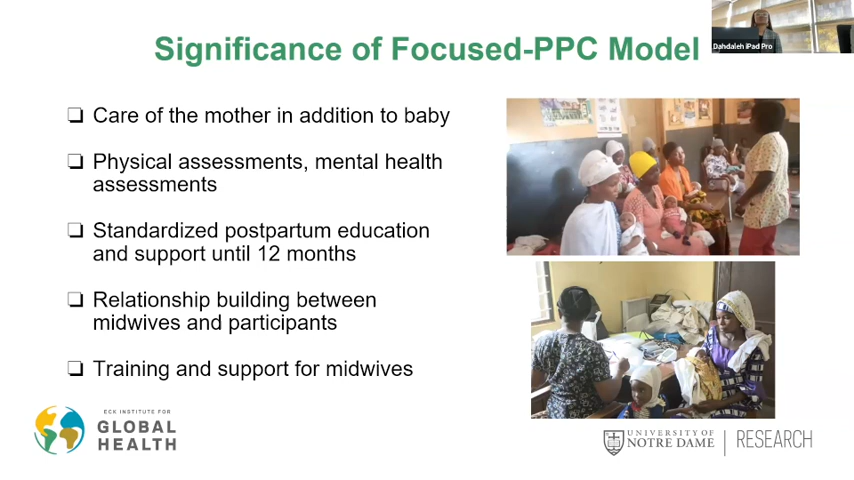 Significance of Focused-PPC Model
Dahdaleh iPad Pro
❑ Care of the mother in addition to baby
❑ Physical assessments, mental health
assessments
❑ Standardized postpartum education
and support until 12 months
❑ Relationship building between
midwives and participants
❑ Training and support for midwives
ECK INSTITUTE FOR
GLOBAL
HEALTH
UNIVERSITY OF
NOTRE DAME
RESEARCH